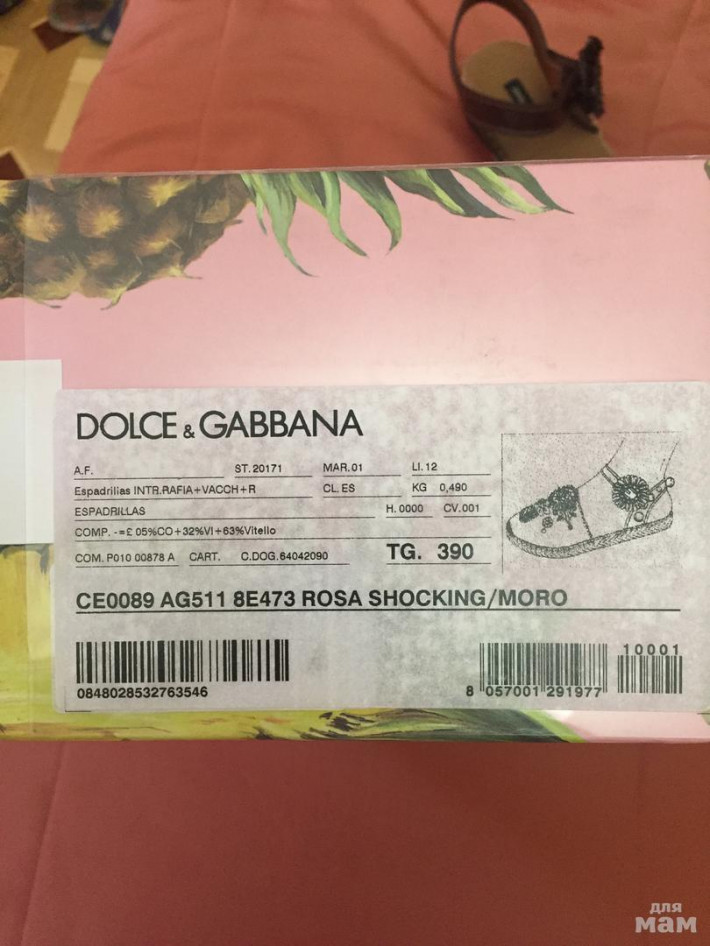 DOLCE & GABBANA
A.F. ST.20171 MAR.01 LI.12
Espadrilias INTR.RAFIA+VACCH+R CL.ES KG 0,490
ESPADRILLAS H.0000 CV.001
COMP. -=£ 05%CO+32%VI+63%Vitello
COM. P010 00878 A CART. C.DOG.64042090 TG. 390
CE0089 AG511 8E473 ROSA SHOCKING/MORO
10001
0848028532763546
8 057001 291977
для
мам